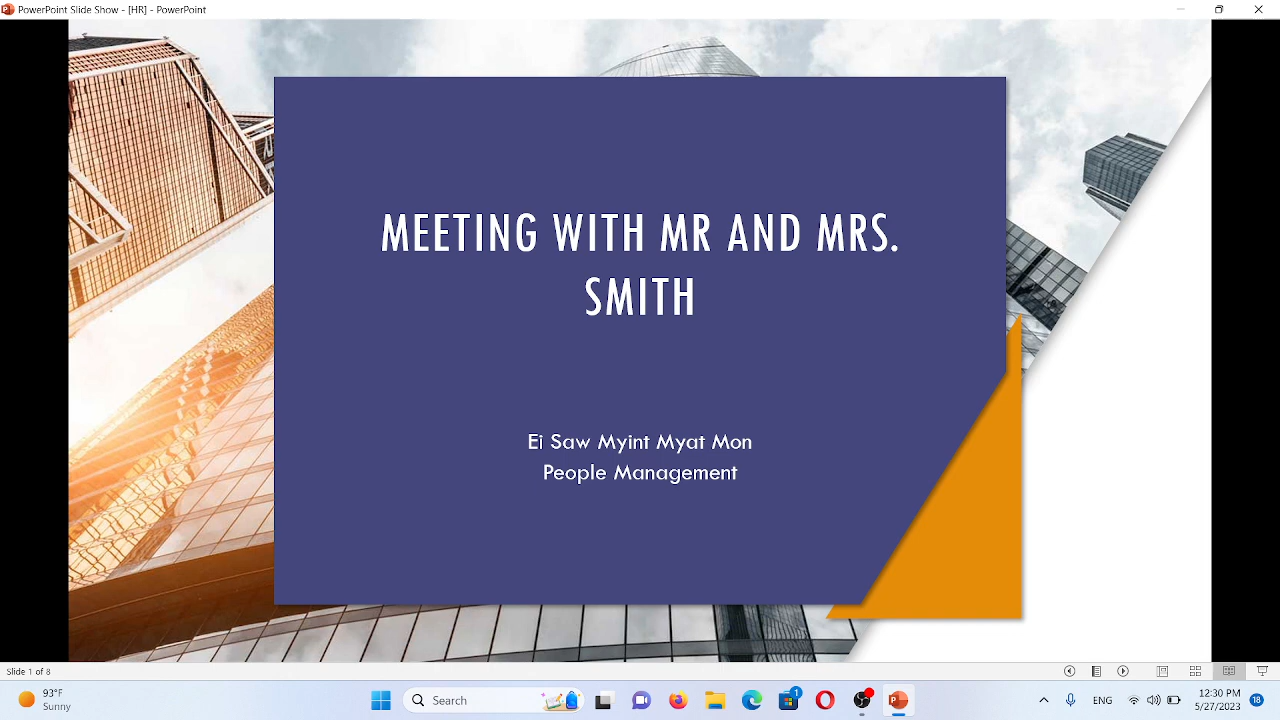 PowerPoint Slide Show - [HR] - PowerPoint
MEETING WITH MR AND MRS.
SMITH
Ei Saw Myint Myat Mon
People Management
Slide 1 of 8
93°F
Sunny
Search
1
ENG
12:30 PM
5/27/2023
18